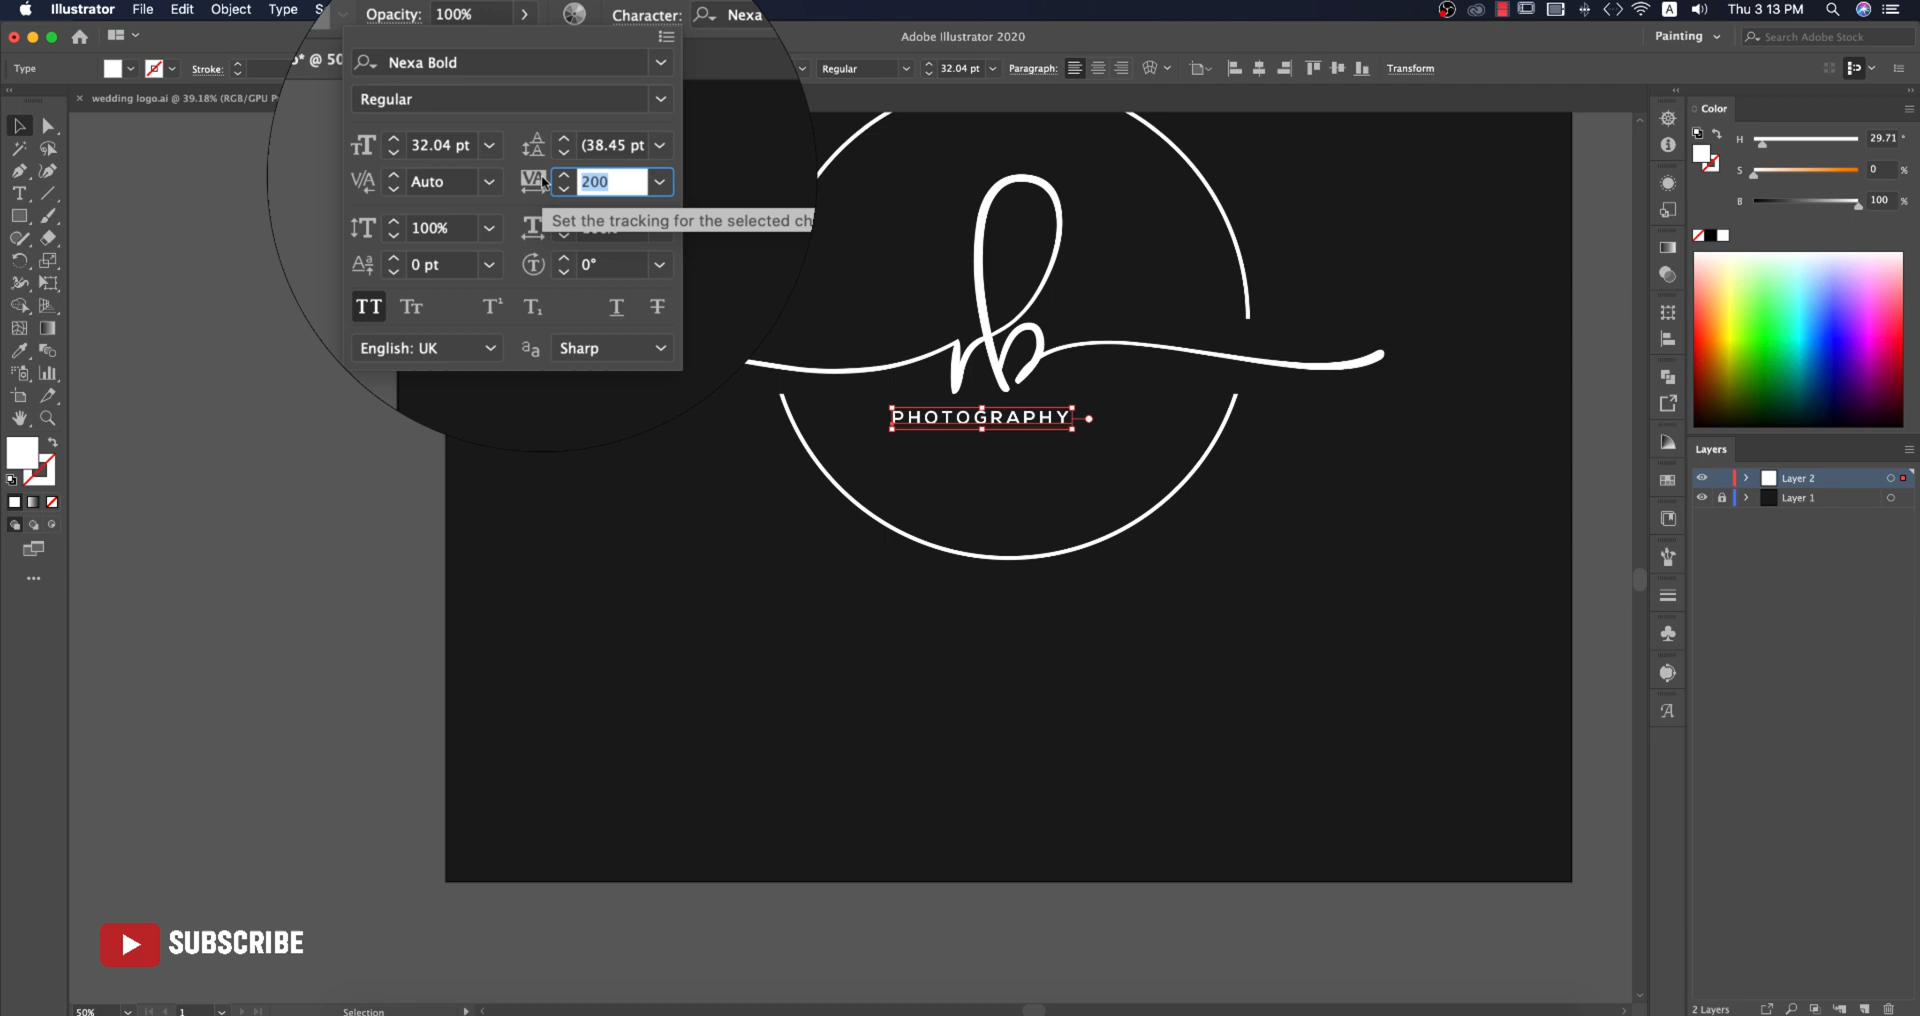 Illustrator File Edit Object Type S
Opacity: 100% Character: Nexa
Thu 3 13 PM
Adobe Illustrator 2020
Painting
Search Adobe Stock
Type Stroke:
Regular 32.04 pt Paragraph: Transform
wedding logo.ai @ 39.18% (RGB/GPU P
* @ 50
Nexa Bold
Regular
32.04 pt (38.45 pt
Auto 200
Set the tracking for the selected ch
100%
0 pt 0°
English: UK Sharp
PHOTOGRAPHY
Color
H 29.71 °
S 0 %
B 100 %
Layers
Layer 2
Layer 1
SUBSCRIBE
50% 1 Selection
2 Layers